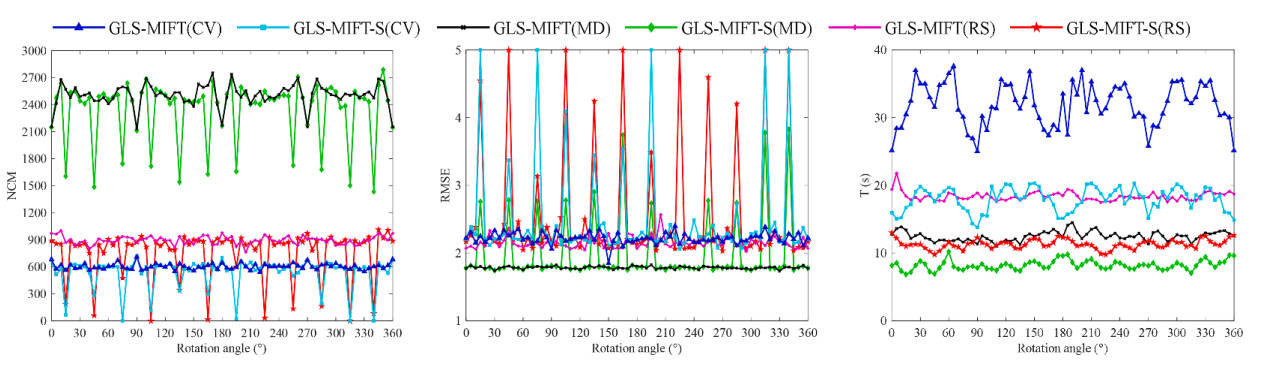 GLS-MIFT(CV) GLS-MIFT-S(CV) GLS-MIFT(MD) GLS-MIFT-S(MD) GLS-MIFT(RS) GLS-MIFT-S(RS)
NCM
3000
2700
2400
2100
1800
1500
1200
900
600
300
0
0 30 60 90 120 150 180 210 240 270 300 330 360
Rotation angle (°)
RMSE
5
4
3
2
1
0 30 60 90 120 150 180 210 240 270 300 330 360
Rotation angle (°)
T (s)
40
30
20
10
0
0 30 60 90 120 150 180 210 240 270 300 330 360
Rotation angle (°)